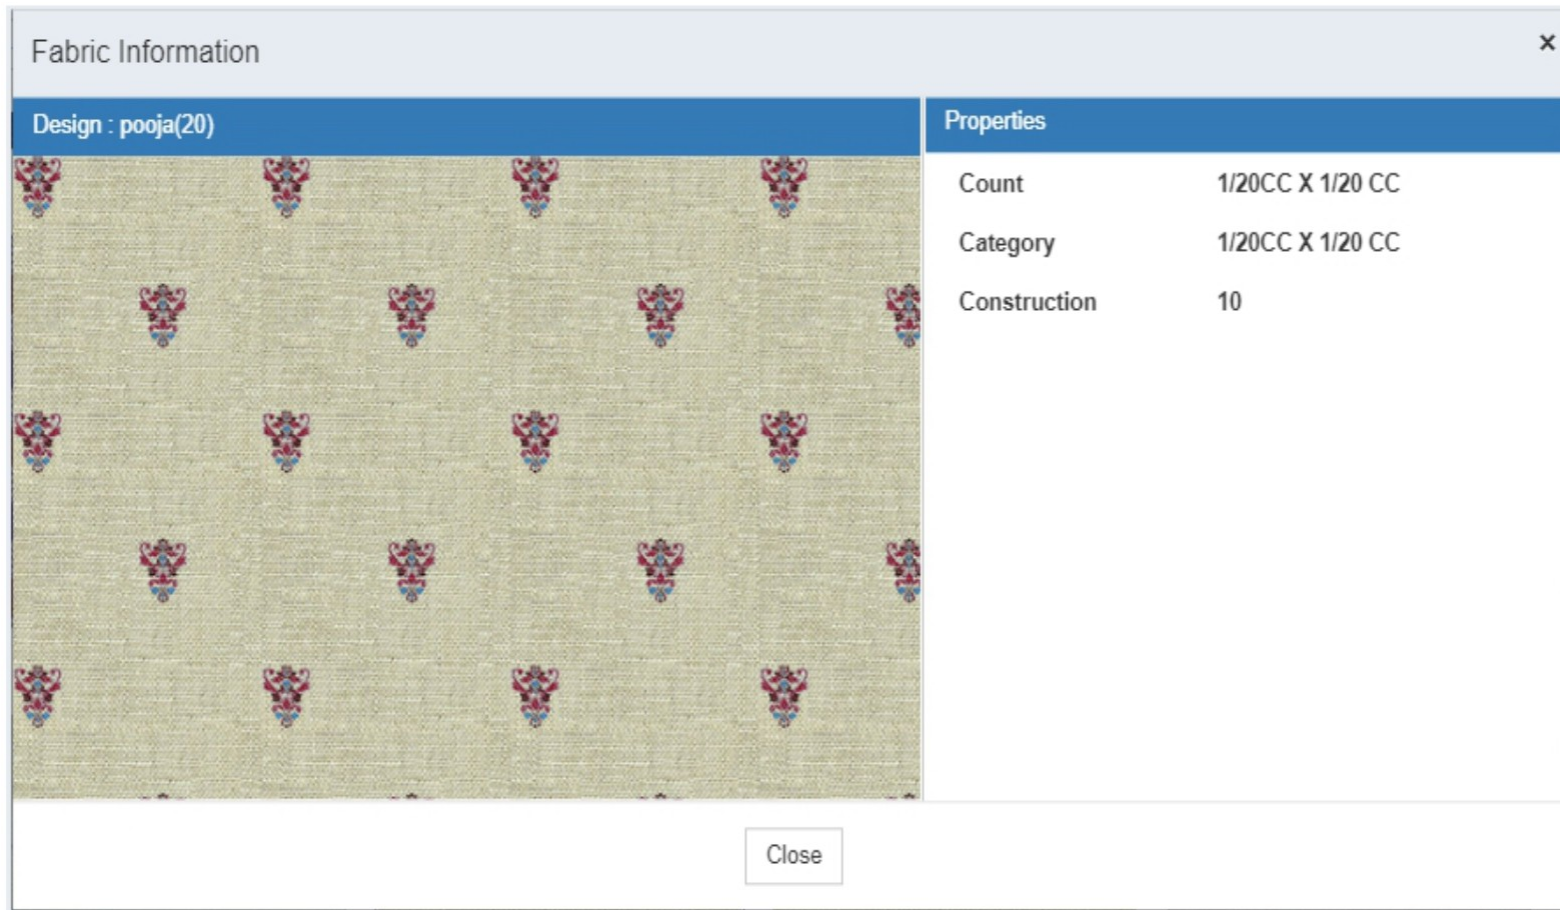 Fabric Information
×
Design : pooja(20)
Properties
Count 1/20CC X 1/20 CC
Category 1/20CC X 1/20 CC
Construction 10
Close